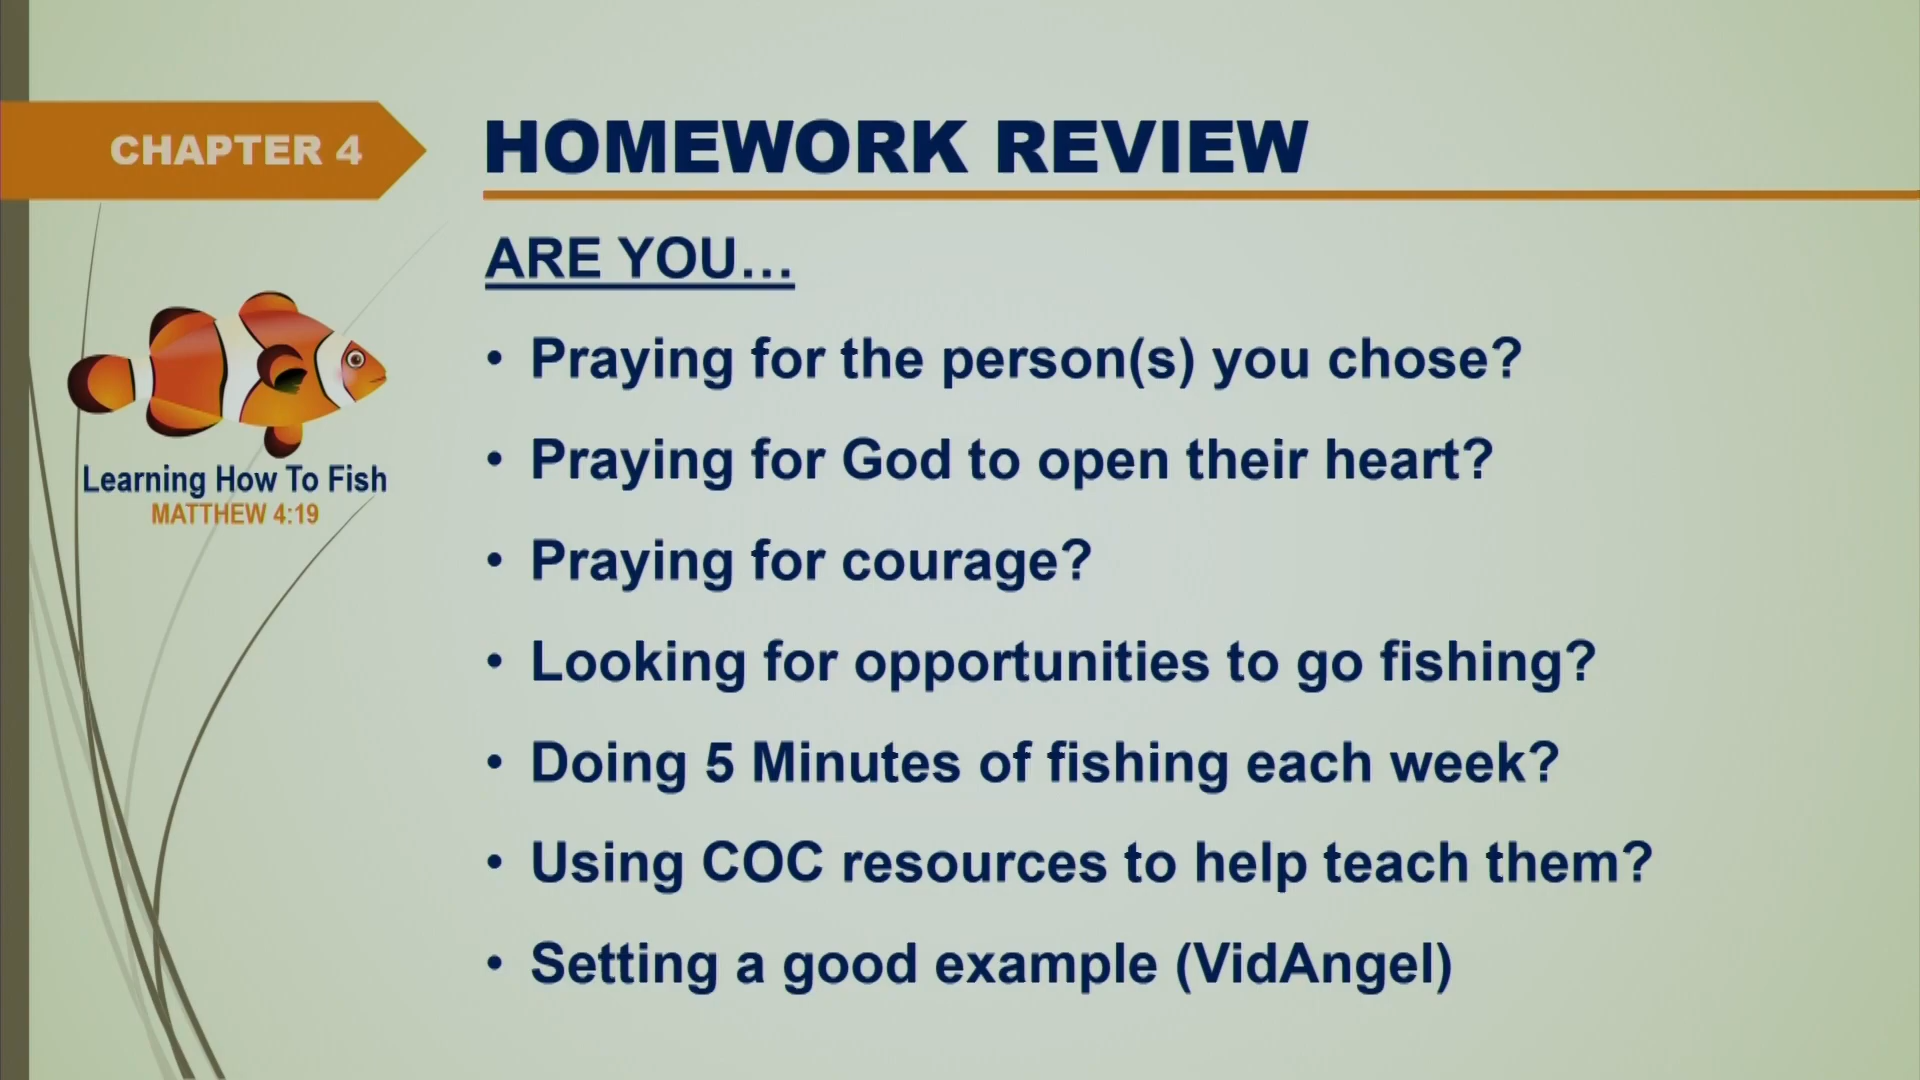 CHAPTER 4
HOMEWORK REVIEW
ARE YOU...
• Praying for the person(s) you chose?
• Praying for God to open their heart?
• Praying for courage?
• Looking for opportunities to go fishing?
• Doing 5 Minutes of fishing each week?
• Using COC resources to help teach them?
• Setting a good example (VidAngel)
Learning How To Fish
MATTHEW 4:19